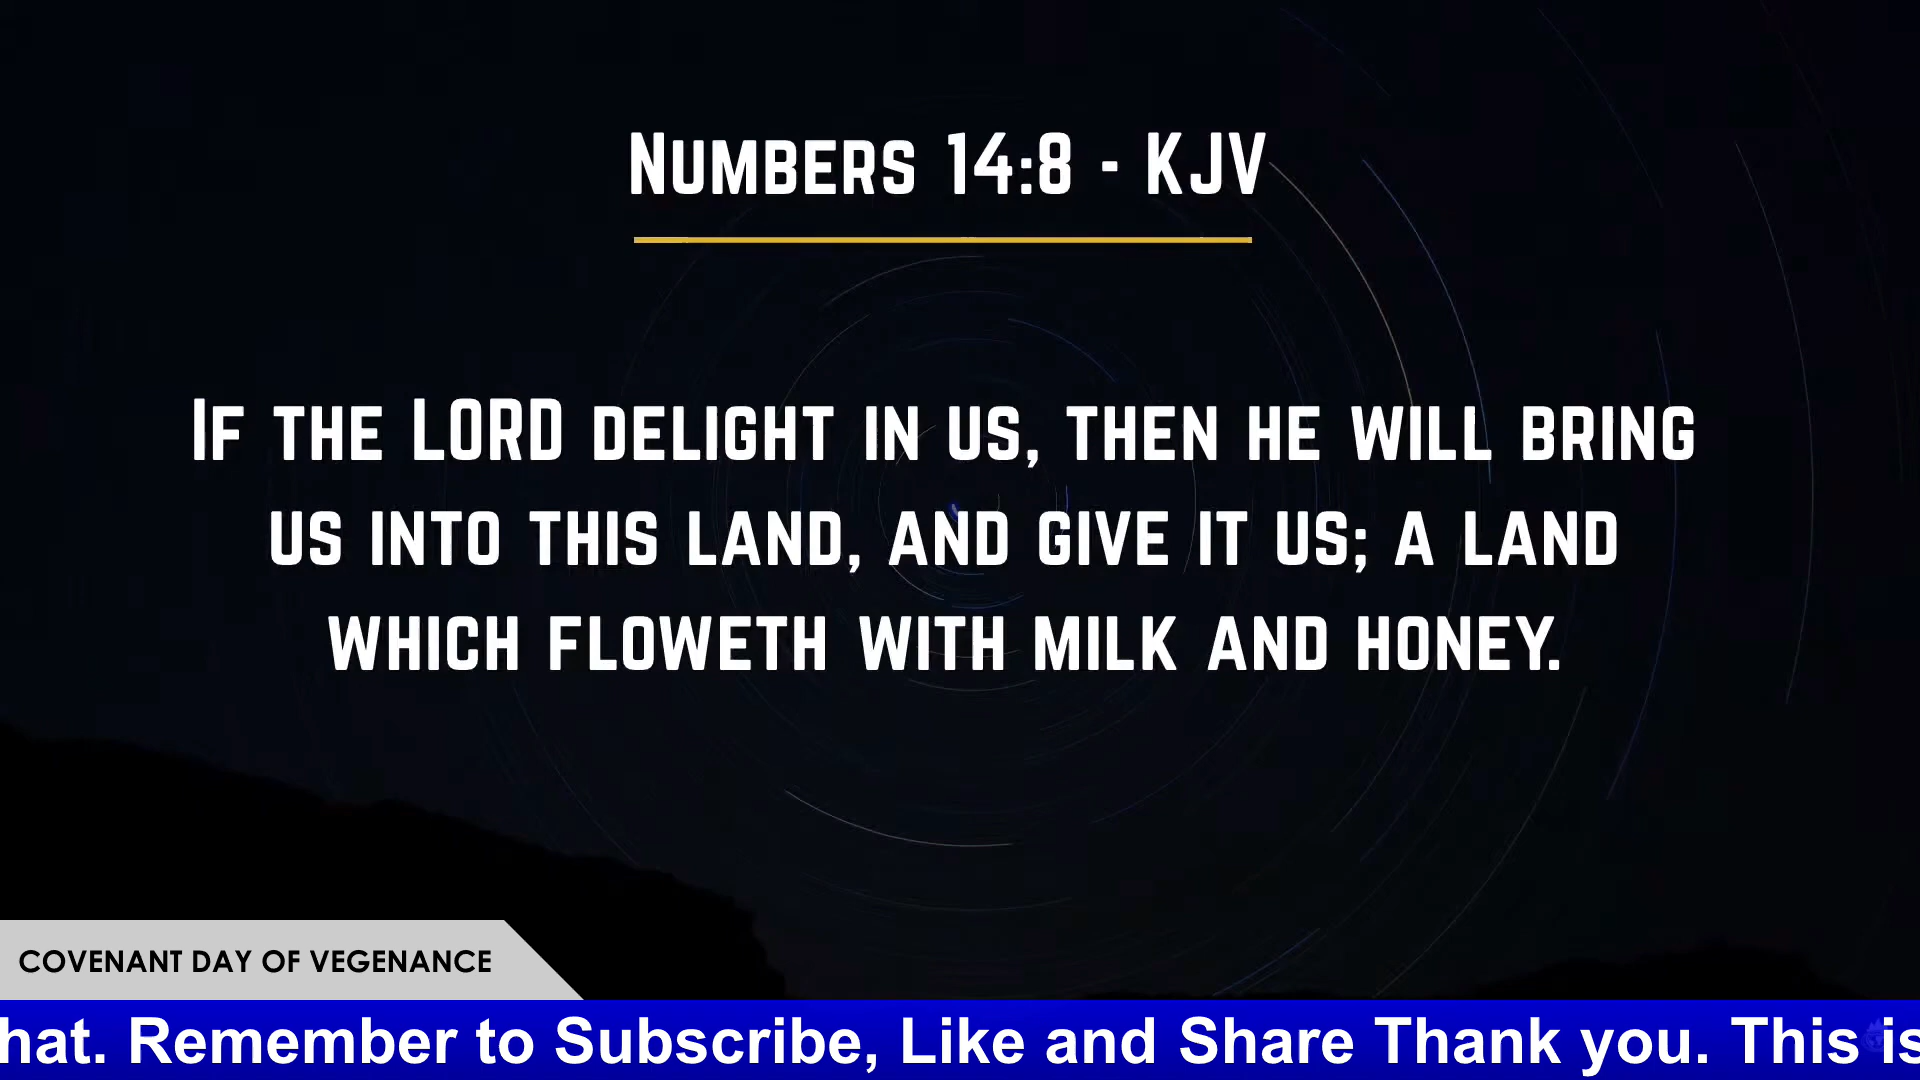 Numbers 14:8 - KJV
If the LORD delight in us, then he will bring
us into this land, and give it us; a land
which floweth with milk and honey.
COVENANT DAY OF VEGENANCE
hat. Remember to Subscribe, Like and Share Thank you. This is